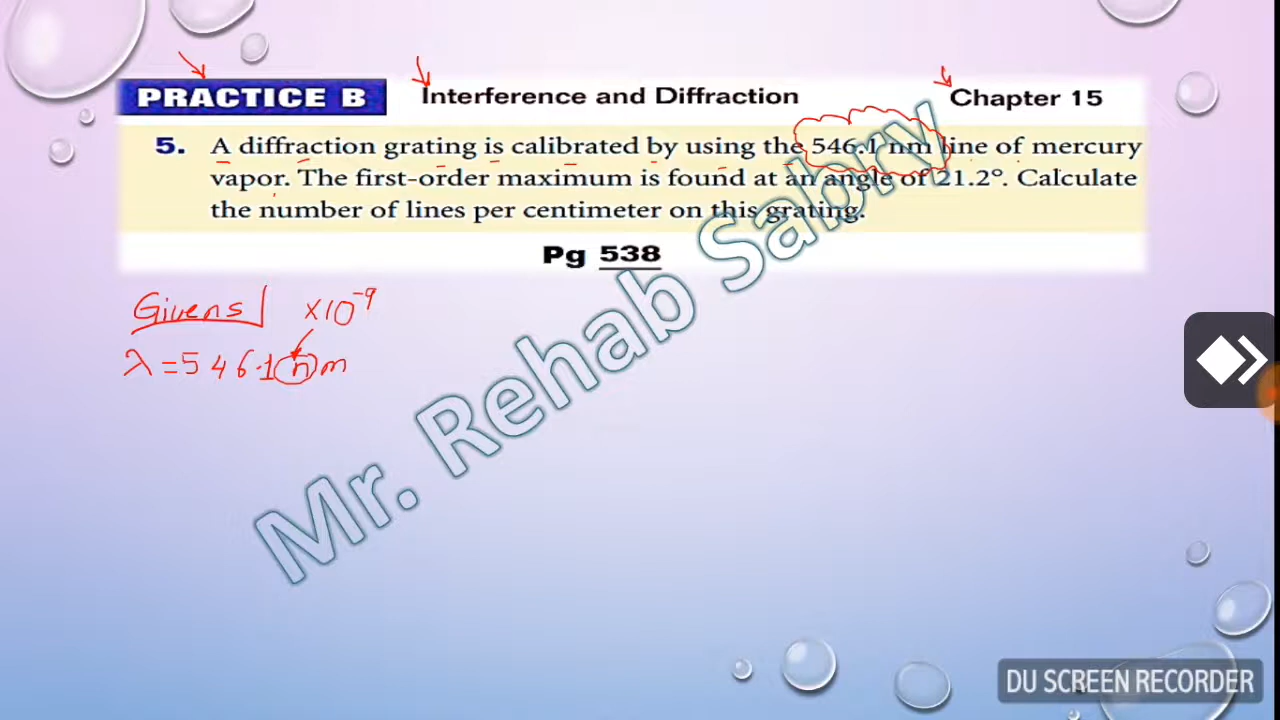 PRACTICE B Interference and Diffraction Chapter 15
5. A diffraction grating is calibrated by using the 546.1 nm line of mercury
vapor. The first-order maximum is found at an angle of 21.2°. Calculate
the number of lines per centimeter on this grating.
Pg 538
Givens ×10⁻⁹
λ = 546.1 nm
Mr. Rehab Sabry
DU SCREEN RECORDER